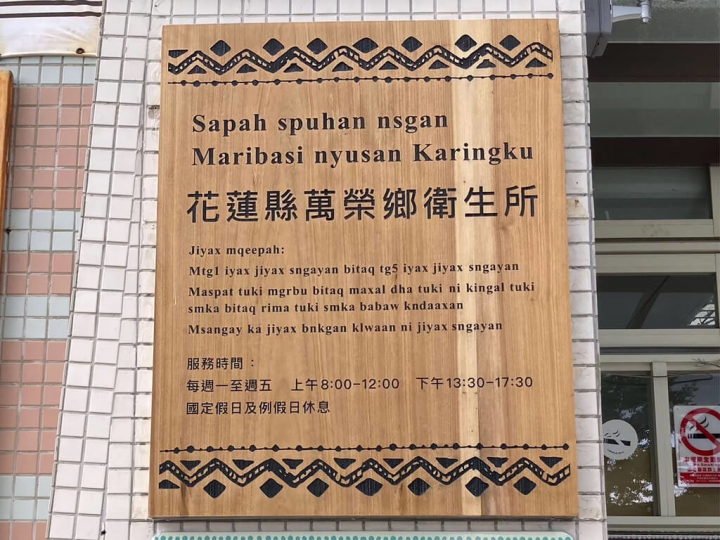 Sapah spuhan nsgan
Maribasi nyusan Karingku
花蓮縣萬榮鄉衛生所
Jiyax mqeepah:
Mtg1 iyax jiyax sngayan bitaq tg5 iyax jiyax sngayan
Maspat tuki mgrbu bitaq maxal dha tuki ni kingal tuki
smka bitaq rima tuki smka babaw kndaaxan
Msangay ka jiyax bnkgan klwaan ni jiyax sngayan
服務時間：
每週一至週五 上午8:00-12:00 下午13:30-17:30
國定假日及例假日休息